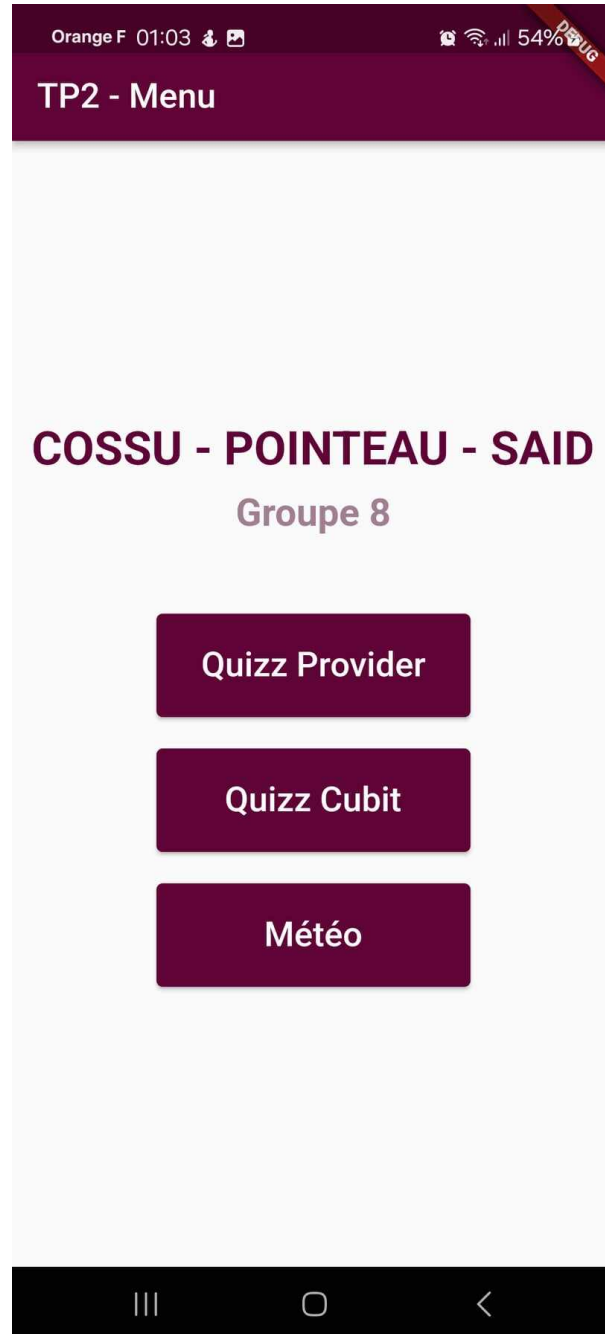 Orange F 01:03 54%
DEBUG
TP2 - Menu
COSSU - POINTEAU - SAID
Groupe 8
Quizz Provider
Quizz Cubit
Météo